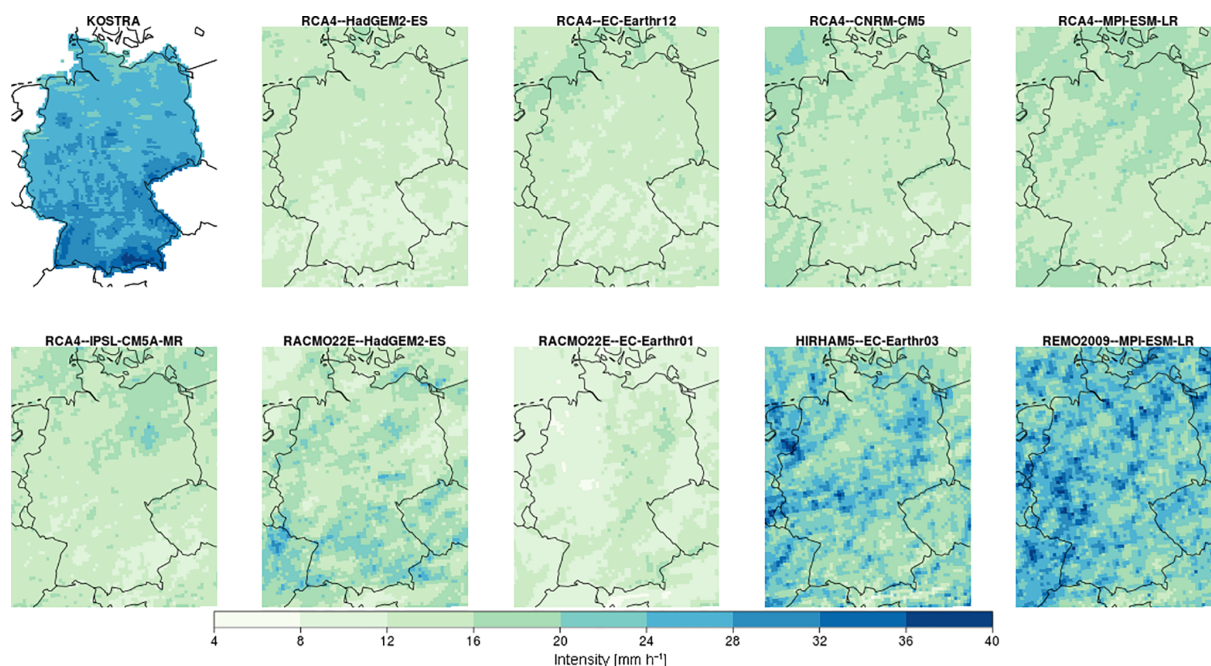 KOSTRA
RCA4--HadGEM2-ES
RCA4--EC-Earthr12
RCA4--CNRM-CM5
RCA4--MPI-ESM-LR
RCA4--IPSL-CM5A-MR
RACMO22E--HadGEM2-ES
RACMO22E--EC-Earthr01
HIRHAM5--EC-Earthr03
REMO2009--MPI-ESM-LR
4 8 12 16 20 24 28 32 36 40
Intensity [mm h⁻¹]